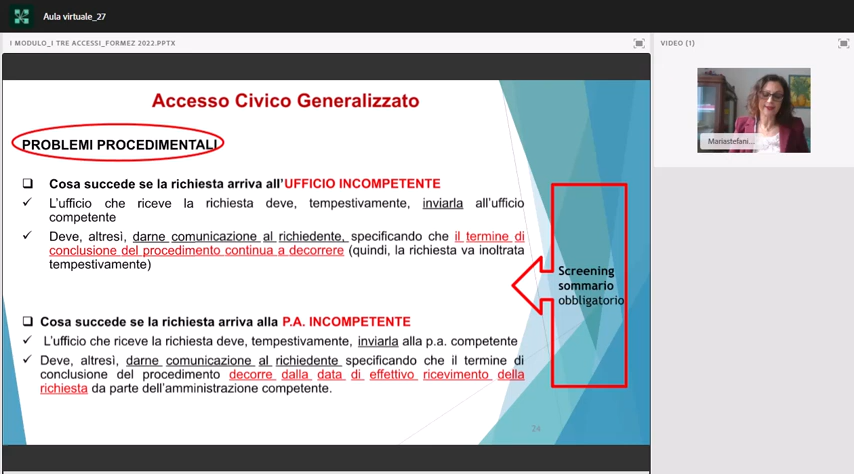 Aula virtuale_27
I MODULO_I TRE ACCESSI_FORMEZ 2022.PPTX
VIDEO (1)
Accesso Civico Generalizzato
PROBLEMI PROCEDIMENTALI
Cosa succede se la richiesta arriva all'UFFICIO INCOMPETENTE
L'ufficio che riceve la richiesta deve, tempestivamente, inviarla all'ufficio
competente
Deve, altresì, darne comunicazione al richiedente, specificando che il termine di
conclusione del procedimento continua a decorrere (quindi, la richiesta va inoltrata
tempestivamente)
Cosa succede se la richiesta arriva alla P.A. INCOMPETENTE
L'ufficio che riceve la richiesta deve, tempestivamente, inviarla alla p.a. competente
Deve, altresì, darne comunicazione al richiedente specificando che il termine di
conclusione del procedimento decorre dalla data di effettivo ricevimento della
richiesta da parte dell'amministrazione competente.
Screening
sommario
obbligatorio
24
Mariastefani...